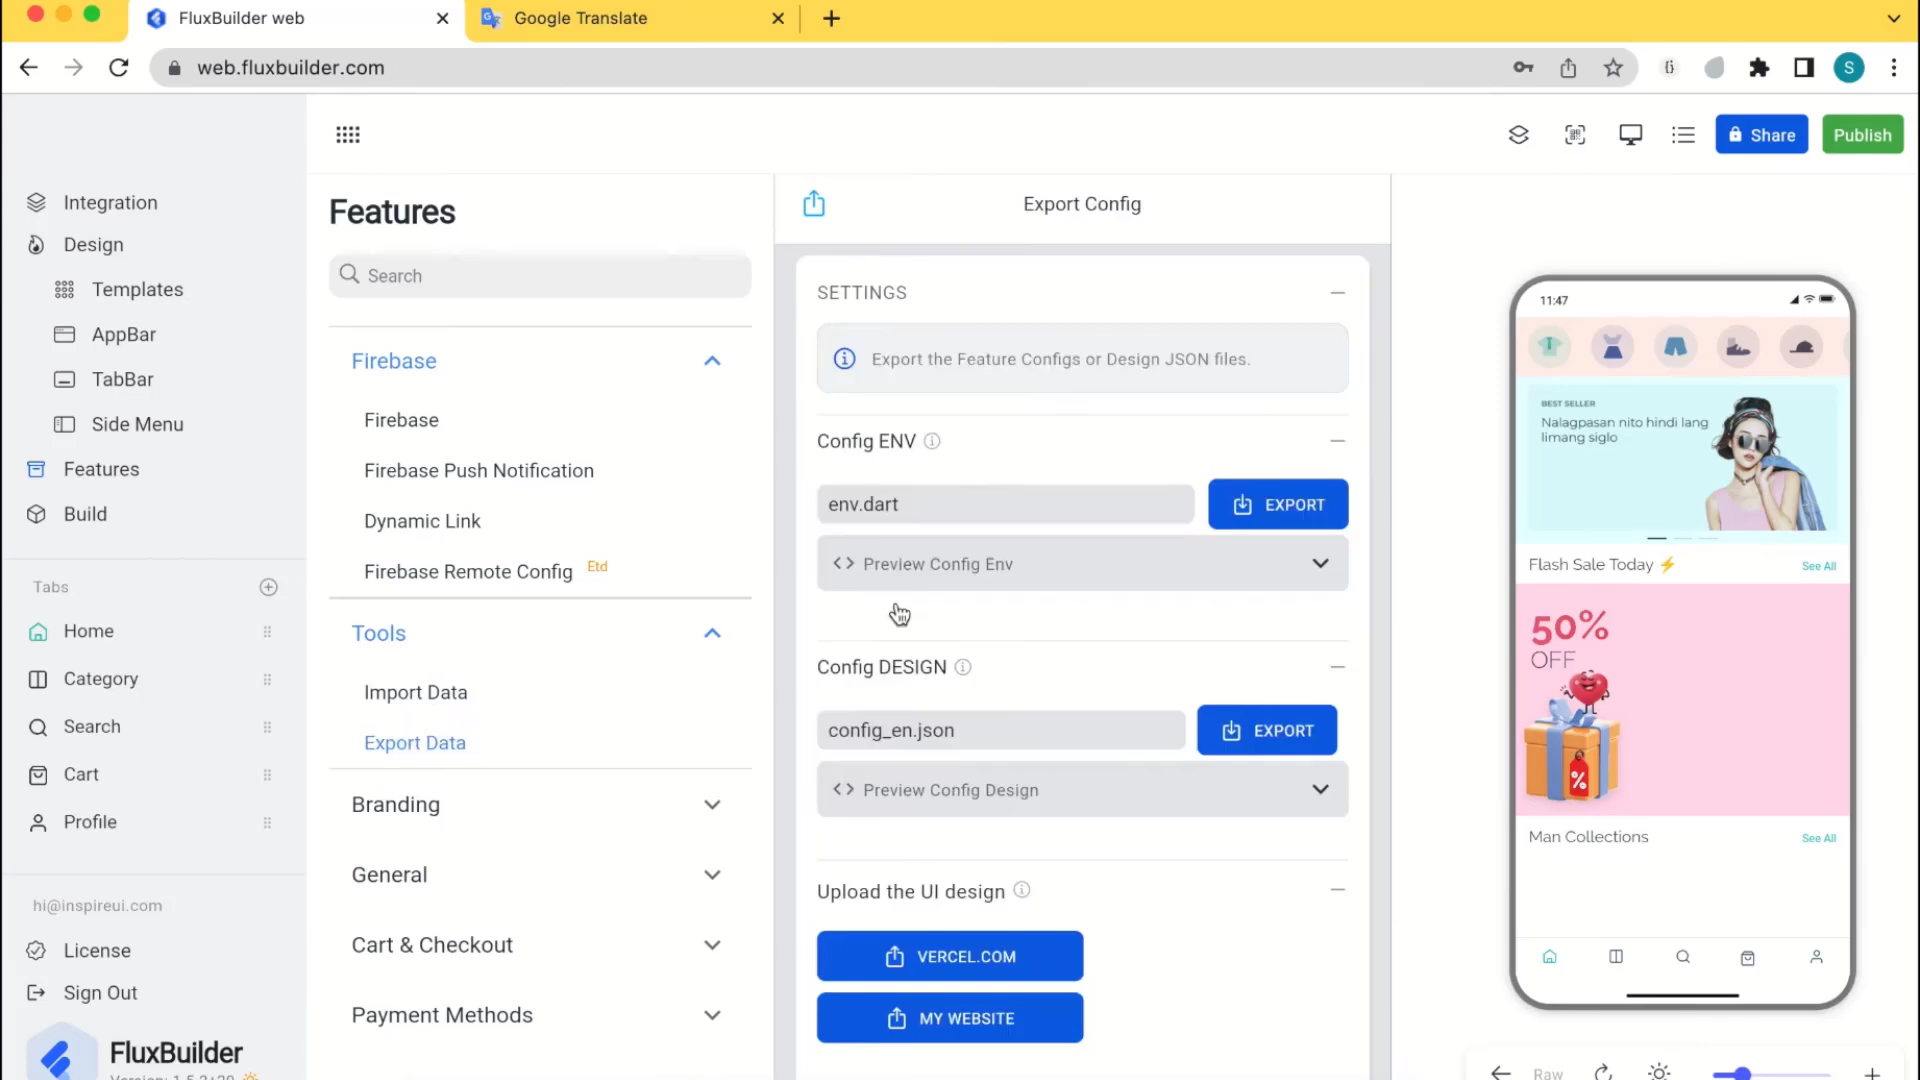 FluxBuilder web
Google Translate
web.fluxbuilder.com
S
Share
Publish
Integration
Design
Templates
AppBar
TabBar
Side Menu
Features
Build
Tabs
Home
Category
Search
Cart
Profile
hi@inspireui.com
License
Sign Out
FluxBuilder
Features
Search
Firebase
Firebase
Firebase Push Notification
Dynamic Link
Firebase Remote Config Etd
Tools
Import Data
Export Data
Branding
General
Cart & Checkout
Payment Methods
Export Config
SETTINGS
Export the Feature Configs or Design JSON files.
Config ENV
env.dart
EXPORT
<> Preview Config Env
Config DESIGN
config_en.json
EXPORT
<> Preview Config Design
Upload the UI design
VERCEL.COM
MY WEBSITE
11:47
BEST SELLER
Nalagpasan nito hindi lang
limang siglo
Flash Sale Today ⚡ See All
50%
OFF
%
Man Collections See All
Raw